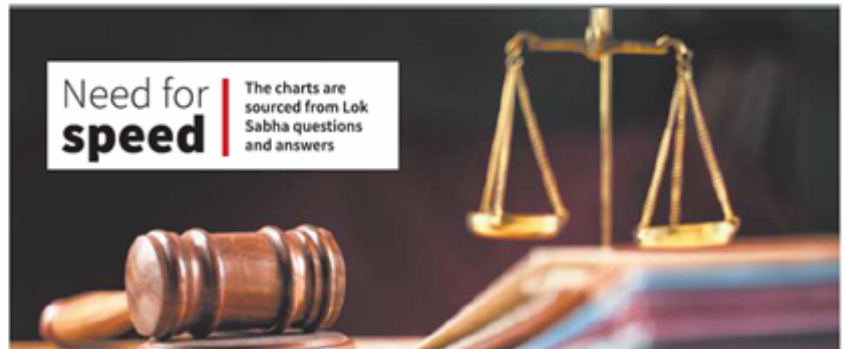 Need for
speed
The charts are
sourced from Lok
Sabha questions
and answers